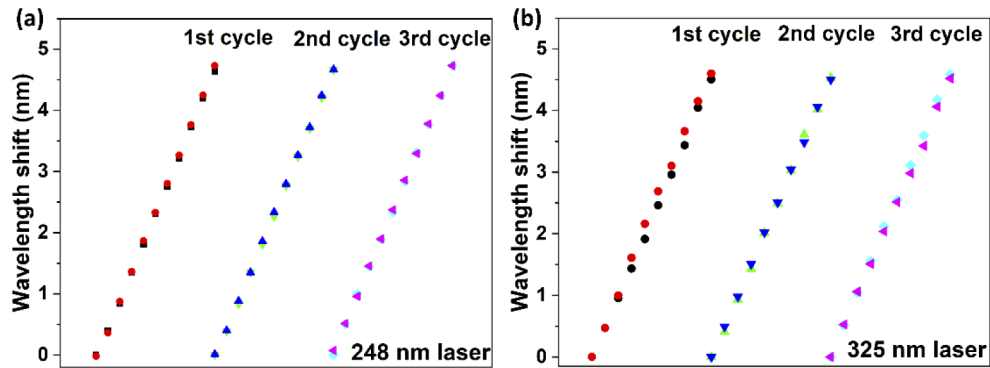 (a)
1st cycle 2nd cycle 3rd cycle
Wavelength shift (nm)
5
4
3
2
1
0
248 nm laser
(b)
1st cycle 2nd cycle 3rd cycle
Wavelength shift (nm)
5
4
3
2
1
0
325 nm laser